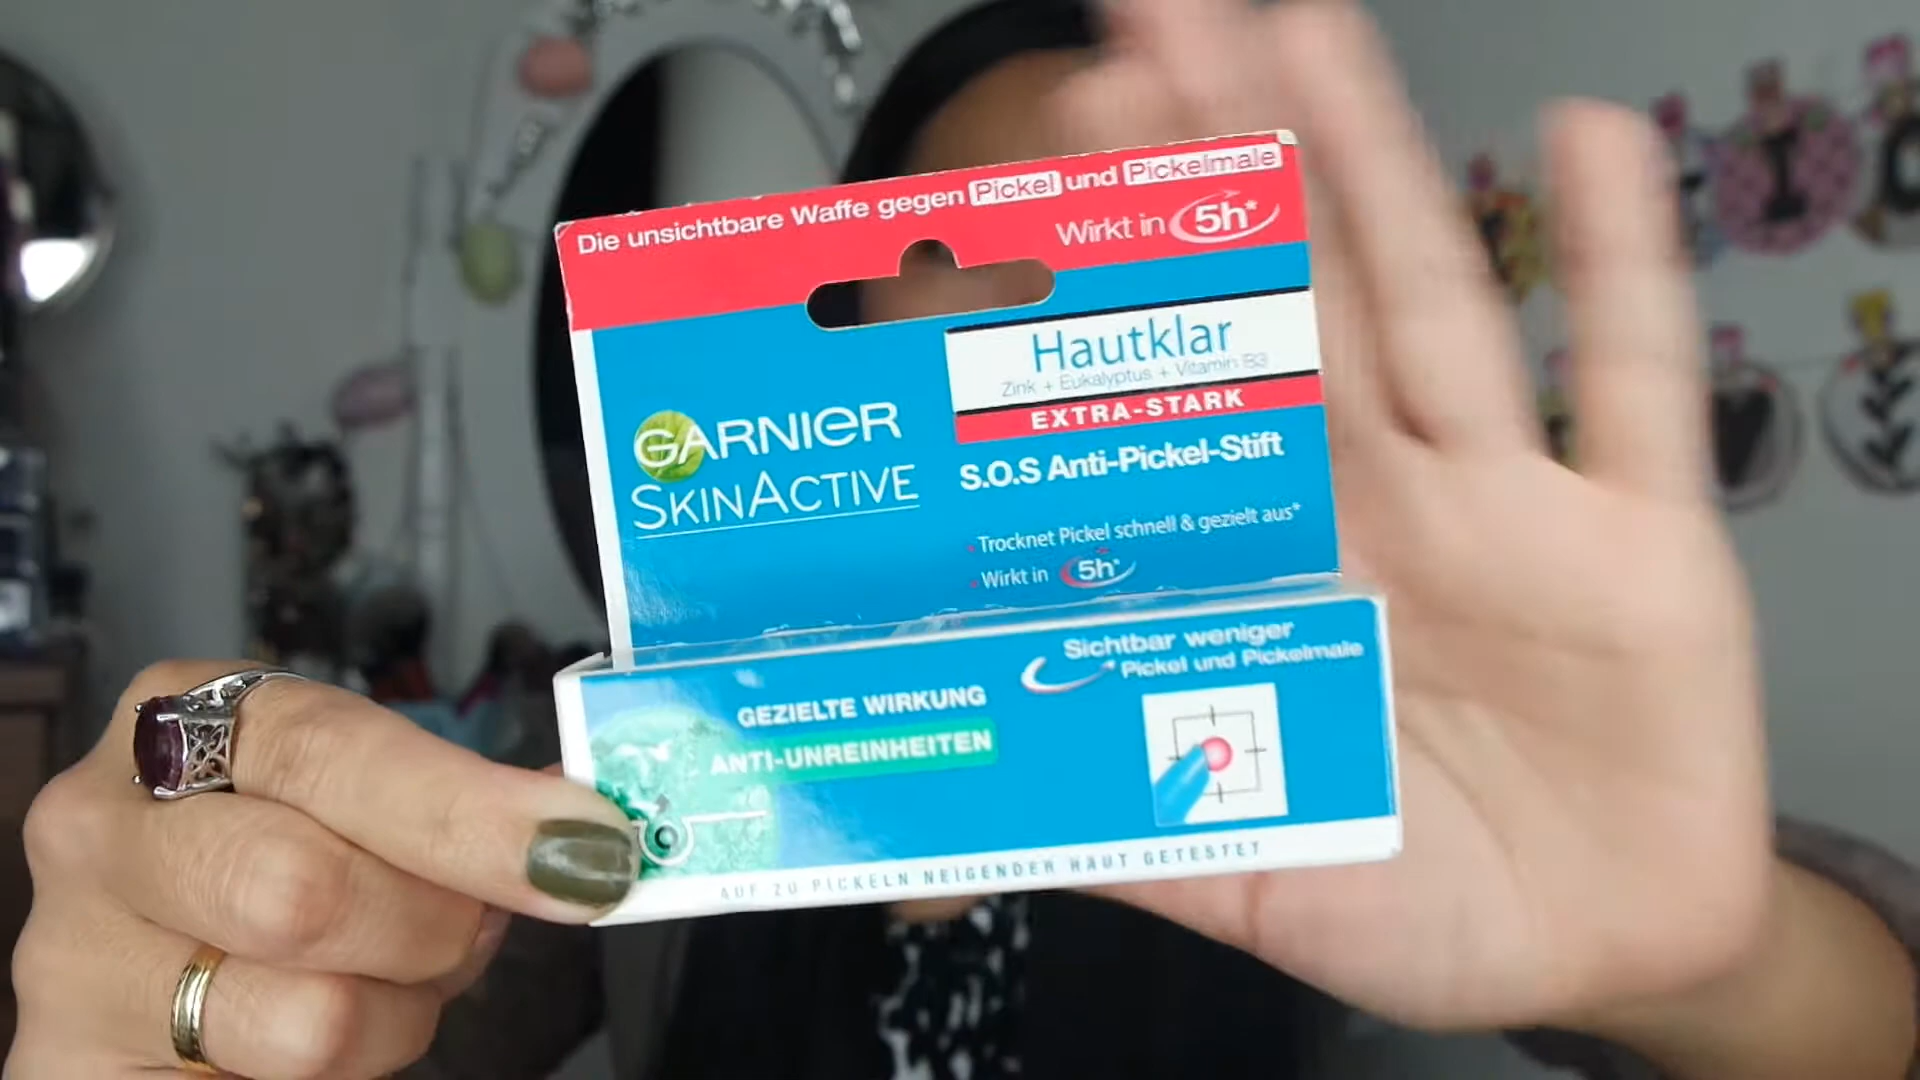 Die unsichtbare Waffe gegen Pickel und Pickelmale
Wirkt in 5h*
Hautklar
Zink + Eukalyptus + Vitamin B3
EXTRA-STARK
GARNIER
SKINACTIVE
S.O.S Anti-Pickel-Stift
Trocknet Pickel schnell & gezielt aus*
Wirkt in 5h*
Sichtbar weniger
Pickel und Pickelmale
GEZIELTE WIRKUNG
ANTI-UNREINHEITEN
AUF ZU PICKELN NEIGENDER HAUT GETESTET